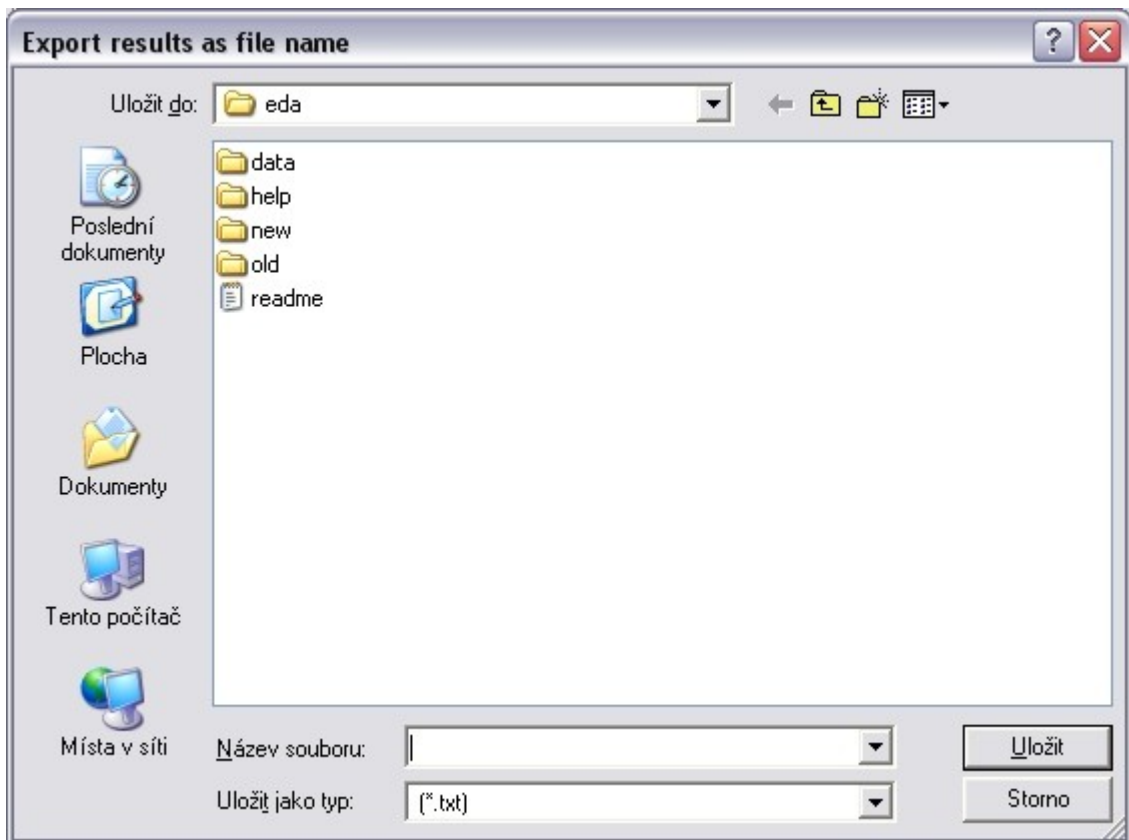 Export results as file name
Uložit do: eda
data
help
new
old
readme
Poslední
dokumenty
Plocha
Dokumenty
Tento počítač
Místa v síti
Název souboru:
Uložit
Uložit jako typ: (*.txt)
Storno